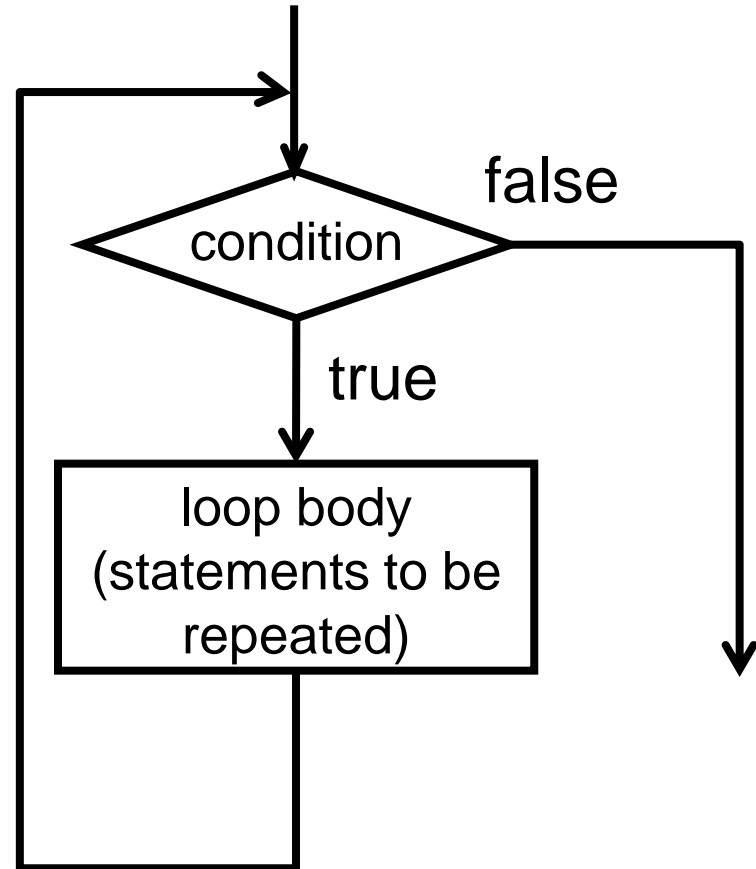 false
condition
true
loop body
(statements to be
repeated)